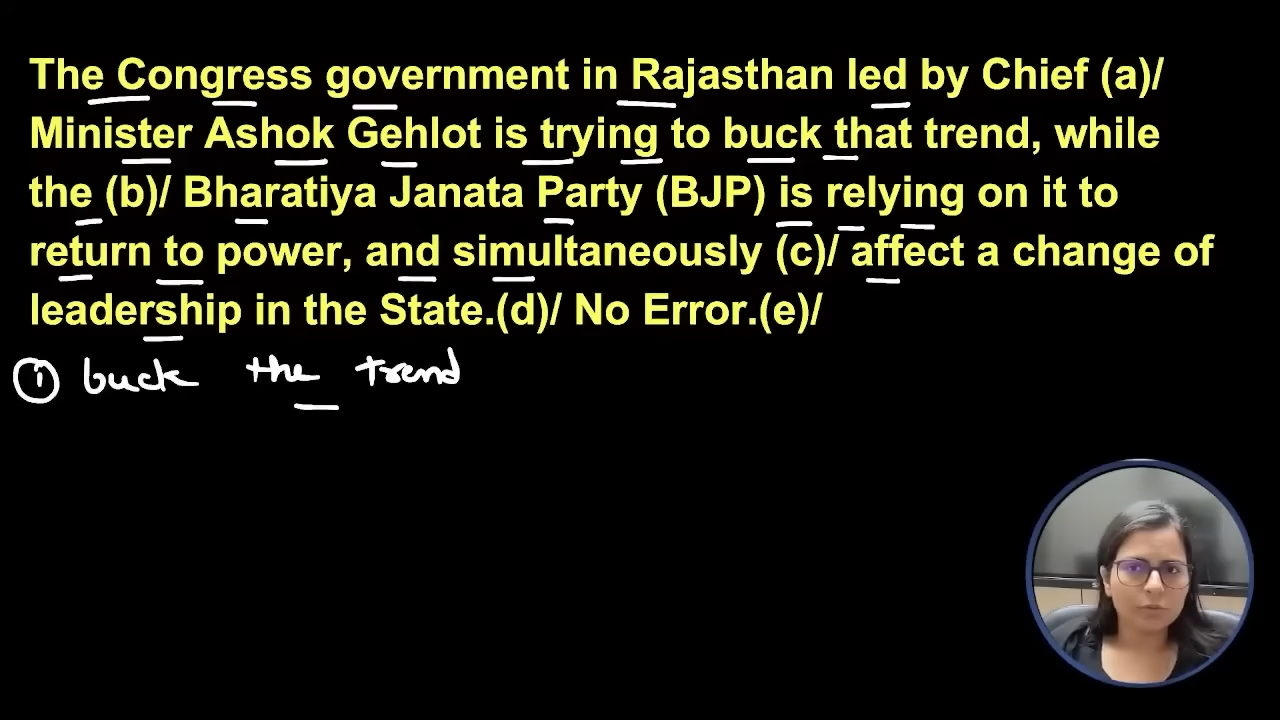 The Congress government in Rajasthan led by Chief (a)/
Minister Ashok Gehlot is trying to buck that trend, while
the (b)/ Bharatiya Janata Party (BJP) is relying on it to
return to power, and simultaneously (c)/ affect a change of
leadership in the State.(d)/ No Error.(e)/
① buck the trend